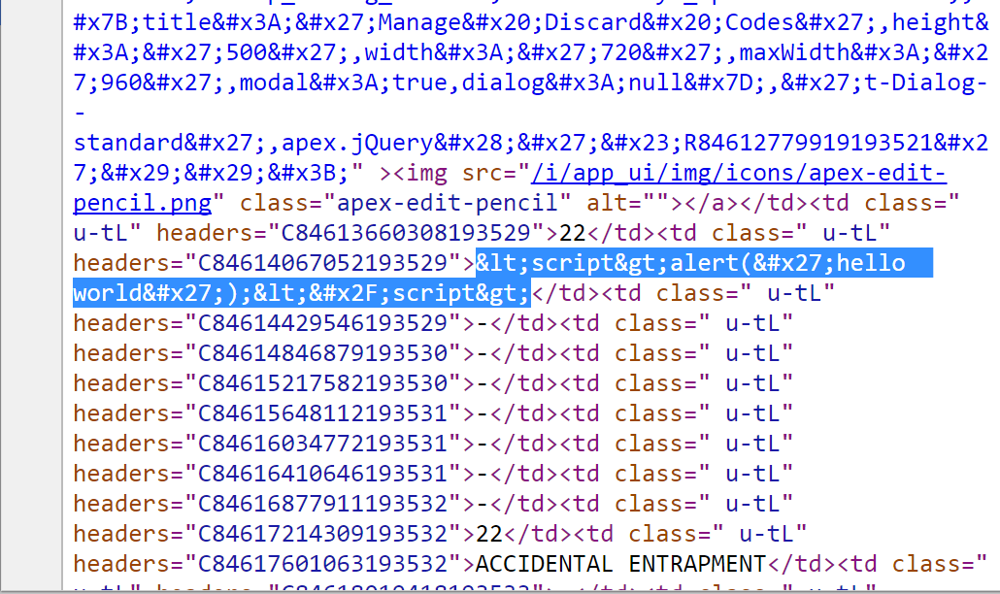 #x7B;title&#x3A;&#x27;Manage&#x20;Discard&#x20;Codes&#x27;,height&
#x3A;&#x27;500&#x27;,width&#x3A;&#x27;720&#x27;,maxWidth&#x3A;&#x2
7;960&#x27;,modal&#x3A;true,dialog&#x3A;null&#x7D;,&#x27;t-Dialog-
-
standard&#x27;,apex.jQuery&#x28;&#x27;&#x23;R84612779919193521&#x2
7;&#x29;&#x29;&#x3B;" ><img src="/i/app_ui/img/icons/apex-edit-
pencil.png" class="apex-edit-pencil" alt=""></a></td><td class="
u-tL" headers="C84613660308193529">22</td><td class=" u-tL"
headers="C84614067052193529">&lt;script&gt;alert(&#x27;hello
world&#x27;);&lt;&#x2F;script&gt;</td><td class=" u-tL"
headers="C84614429546193529">-</td><td class=" u-tL"
headers="C84614846879193530">-</td><td class=" u-tL"
headers="C84615217582193530">-</td><td class=" u-tL"
headers="C84615648112193531">-</td><td class=" u-tL"
headers="C84616034772193531">-</td><td class=" u-tL"
headers="C84616410646193531">-</td><td class=" u-tL"
headers="C84616877911193532">-</td><td class=" u-tL"
headers="C84617214309193532">22</td><td class=" u-tL"
headers="C84617601063193532">ACCIDENTAL ENTRAPMENT</td><td class="